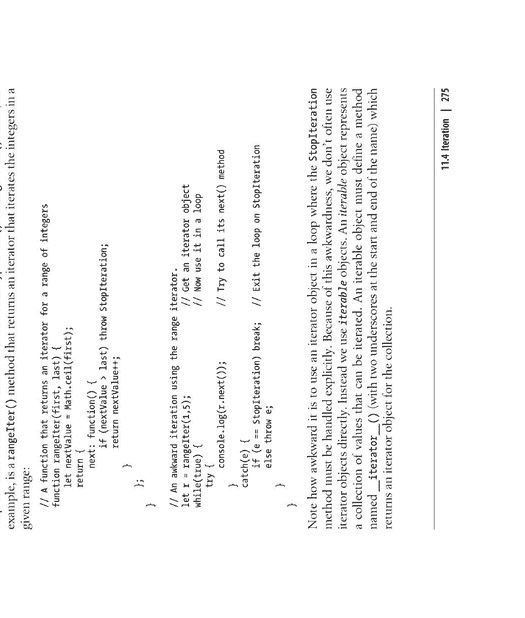 example, is a rangeIter() method that returns an iterator that iterates the integers in a
given range:
// A function that returns an iterator for a range of integers
function rangeIter(first, last) {
let nextValue = Math.ceil(first);
return {
next: function() {
if (nextValue > last) throw StopIteration;
return nextValue++;
}
};
}
// An awkward iteration using the range iterator.
let r = rangeIter(1,5); // Get an iterator object
while(true) { // Now use it in a loop
try {
console.log(r.next()); // Try to call its next() method
}
catch(e) {
if (e == StopIteration) break; // Exit the loop on StopIteration
else throw e;
}
}
Note how awkward it is to use an iterator object in a loop where the StopIteration
method must be handled explicitly. Because of this awkwardness, we don't often use
iterator objects directly. Instead we use iterable objects. An iterable object represents
a collection of values that can be iterated. An iterable object must define a method
named __iterator__() (with two underscores at the start and end of the name) which
returns an iterator object for the collection.
11.4 Iteration | 275